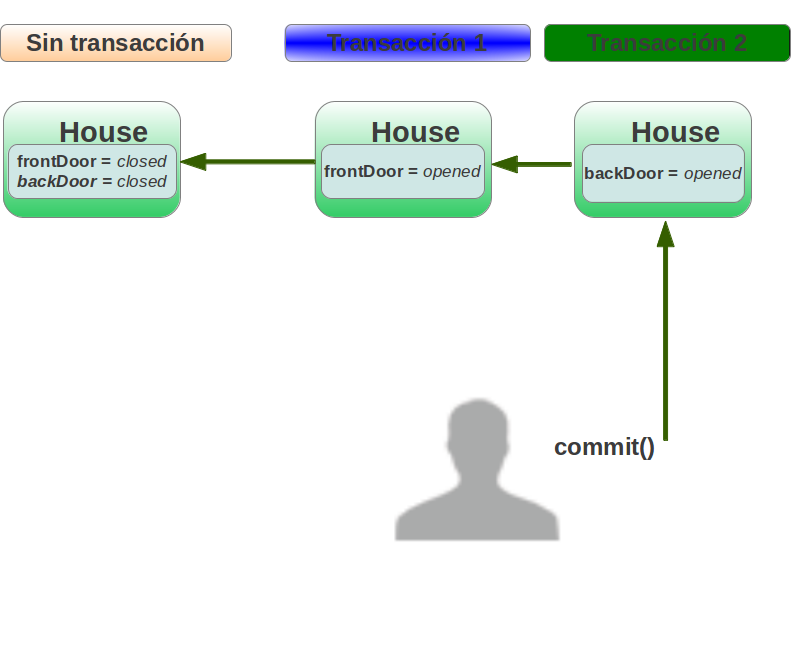 Sin transacción
Transacción 1
Transacción 2
House
frontDoor = closed
backDoor = closed
House
frontDoor = opened
House
backDoor = opened
commit()